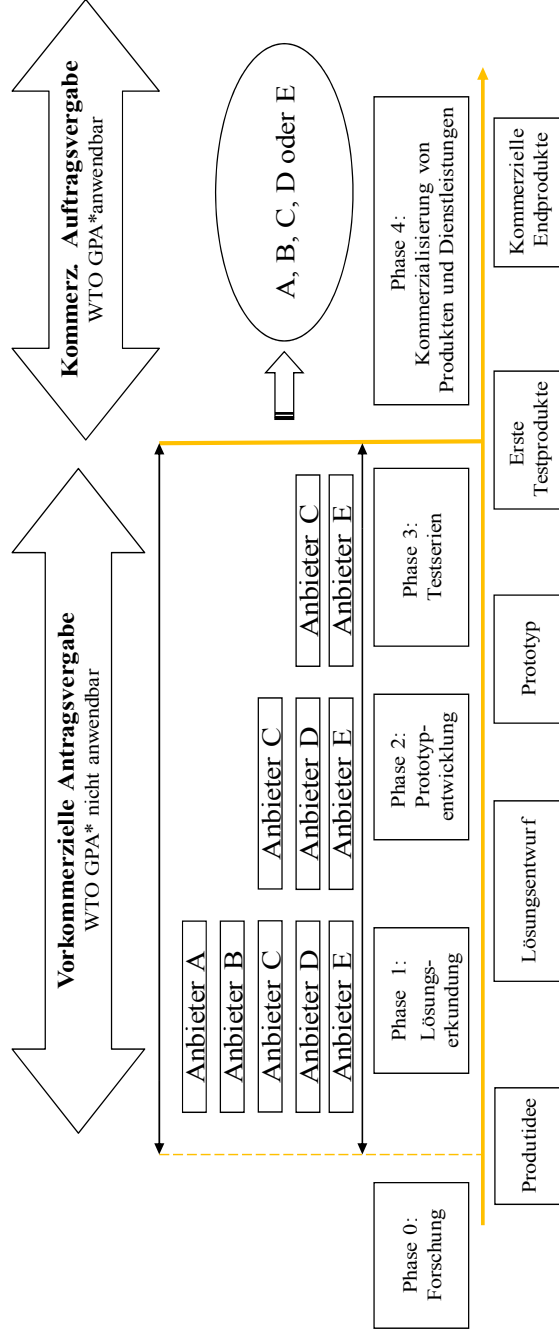 Vorkommerzielle Antragsvergabe
WTO GPA* nicht anwendbar
Kommerz. Auftragsvergabe
WTO GPA*anwendbar
Anbieter A
Anbieter B
Anbieter C
Anbieter D
Anbieter E
Anbieter C
Anbieter D
Anbieter E
Anbieter C
Anbieter E
A, B, C, D oder E
Phase 0:
Forschung
Phase 1:
Lösungs-
erkundung
Phase 2:
Prototyp-
entwicklung
Phase 3:
Testserien
Phase 4:
Kommerzialisierung von
Produkten und Dienstleistungen
Produtidee
Lösungsentwurf
Prototyp
Erste
Testprodukte
Kommerzielle
Endprodukte